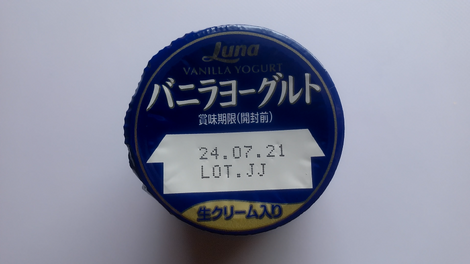 Luna
VANILLA YOGURT
バニラヨーグルト
賞味期限(開封前)
24.07.21
LOT.JJ
生クリーム入り